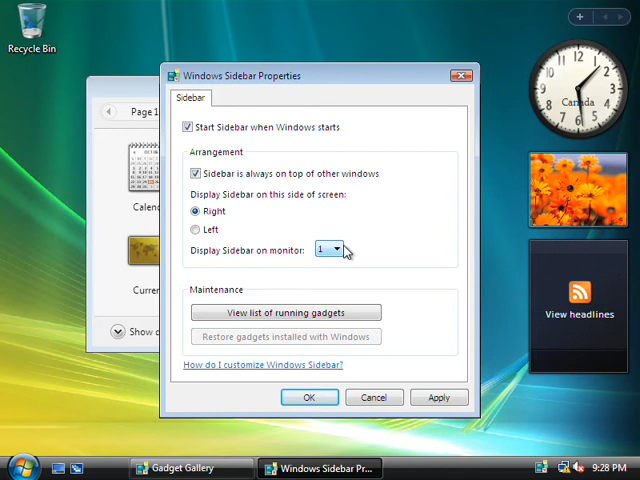 Recycle Bin
Windows Sidebar Properties
Sidebar
Page 1
Start Sidebar when Windows starts
Arrangement
Sidebar is always on top of other windows
Display Sidebar on this side of screen:
Right
Left
Display Sidebar on monitor: 1
Maintenance
View list of running gadgets
Restore gadgets installed with Windows
How do I customize Windows Sidebar?
OK
Cancel
Apply
Calend
Curren
Show d
Canada
View headlines
Gadget Gallery
Windows Sidebar Pr...
9:28 PM